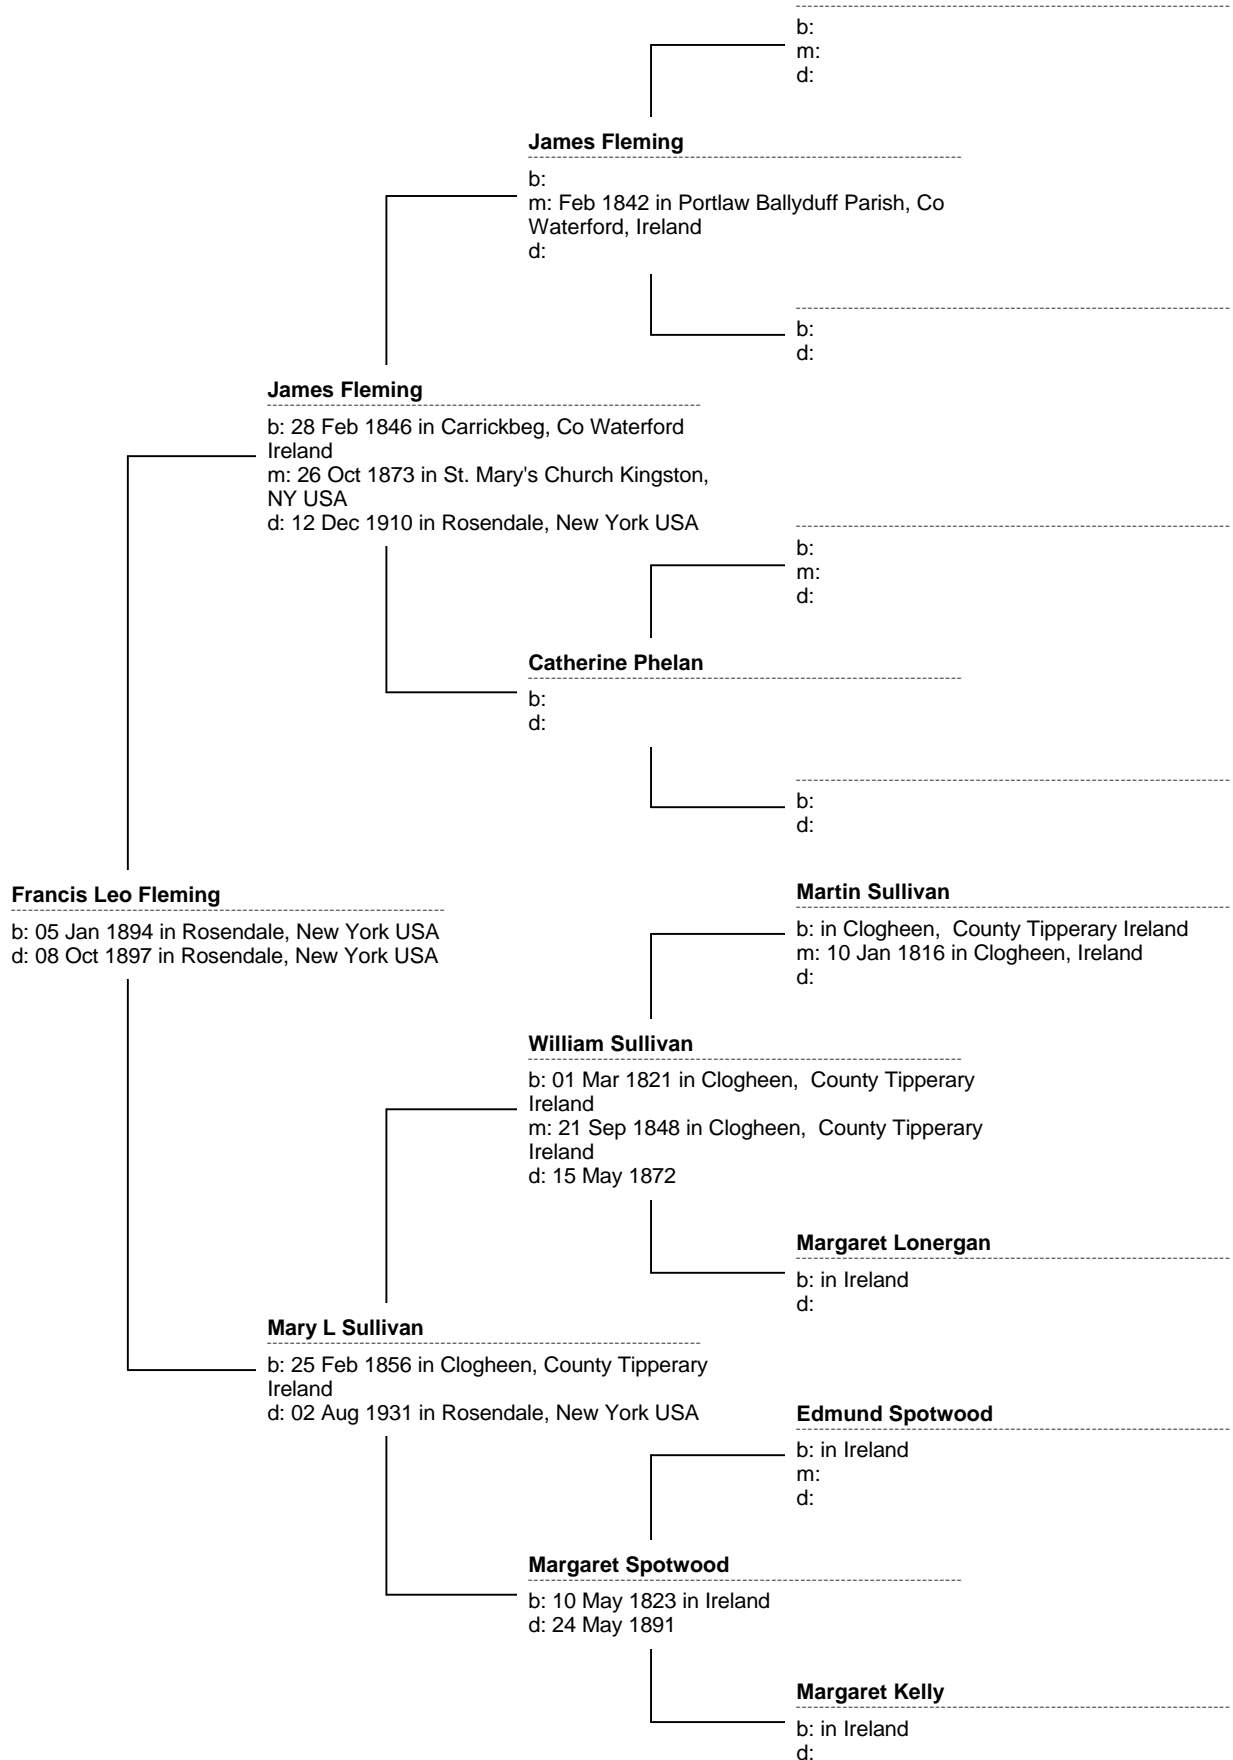 b:
m:
d:
James Fleming
b:
m: Feb 1842 in Portlaw Ballyduff Parish, Co
Waterford, Ireland
d:
b:
d:
James Fleming
b: 28 Feb 1846 in Carrickbeg, Co Waterford
Ireland
m: 26 Oct 1873 in St. Mary's Church Kingston,
NY USA
d: 12 Dec 1910 in Rosendale, New York USA
b:
m:
d:
Catherine Phelan
b:
d:
b:
d:
Francis Leo Fleming
b: 05 Jan 1894 in Rosendale, New York USA
d: 08 Oct 1897 in Rosendale, New York USA
Martin Sullivan
b: in Clogheen,  County Tipperary Ireland
m: 10 Jan 1816 in Clogheen, Ireland
d:
William Sullivan
b: 01 Mar 1821 in Clogheen,  County Tipperary
Ireland
m: 21 Sep 1848 in Clogheen,  County Tipperary
Ireland
d: 15 May 1872
Margaret Lonergan
b: in Ireland
d:
Mary L Sullivan
b: 25 Feb 1856 in Clogheen, County Tipperary
Ireland
d: 02 Aug 1931 in Rosendale, New York USA
Edmund Spotwood
b: in Ireland
m:
d:
Margaret Spotwood
b: 10 May 1823 in Ireland
d: 24 May 1891
Margaret Kelly
b: in Ireland
d: